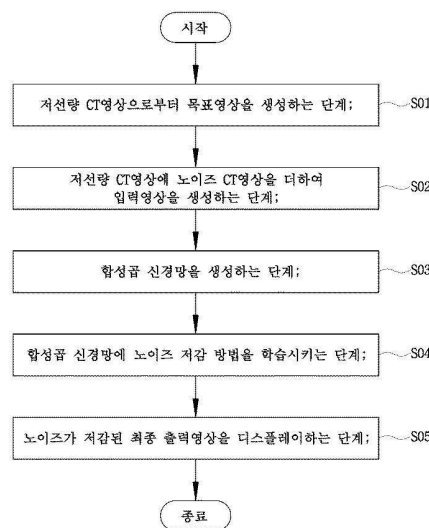 시작
저선량 CT영상으로부터 목표영상을 생성하는 단계;
S01
저선량 CT영상에 노이즈 CT영상을 더하여
입력영상을 생성하는 단계;
S02
합성곱 신경망을 생성하는 단계;
S03
합성곱 신경망에 노이즈 저감 방법을 학습시키는 단계;
S04
노이즈가 저감된 최종 출력영상을 디스플레이하는 단계;
S05
종료